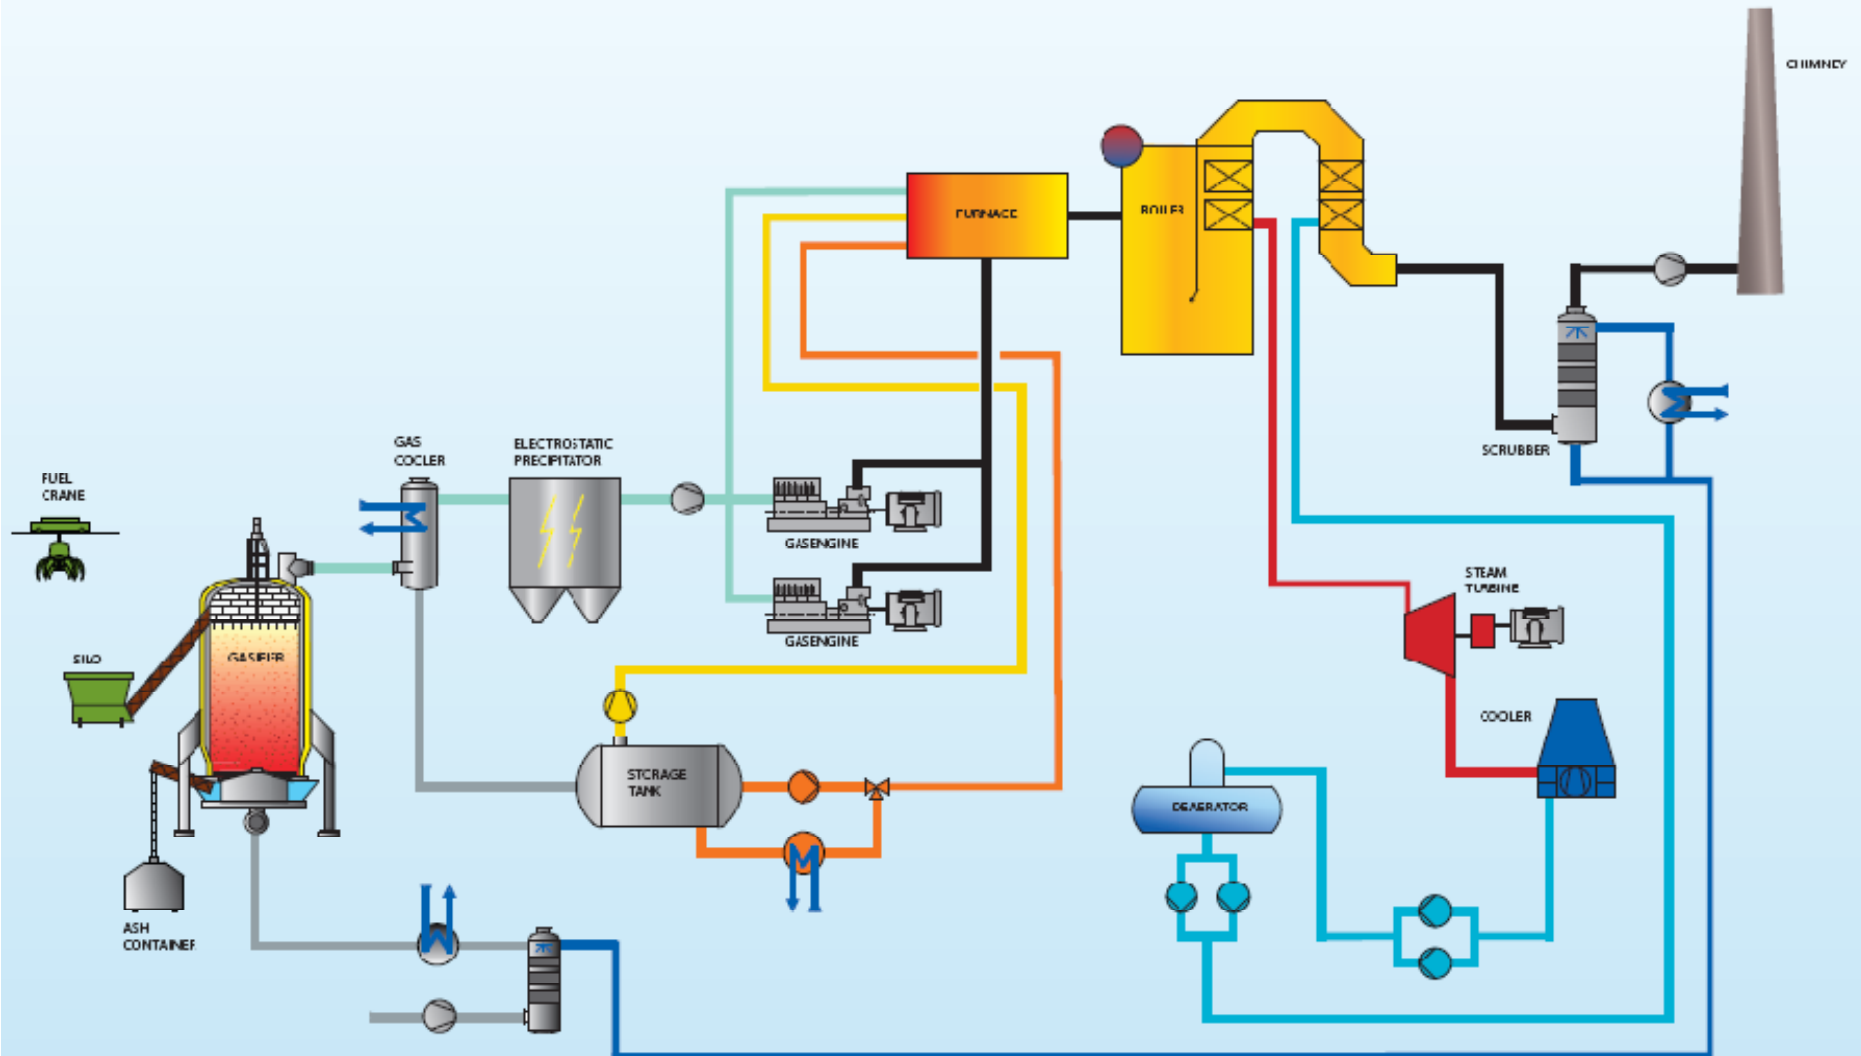 CHIMNEY
FURNACE
BOILER
GAS
COOLER
ELECTROSTATIC
PRECIPITATOR
SCRUBBER
FUEL
CRANE
GASENGINE
STEAM
TURBINE
GASENGINE
SILO
GASIFIER
COOLER
STORAGE
TANK
DEAERATOR
ASH
CONTAINER